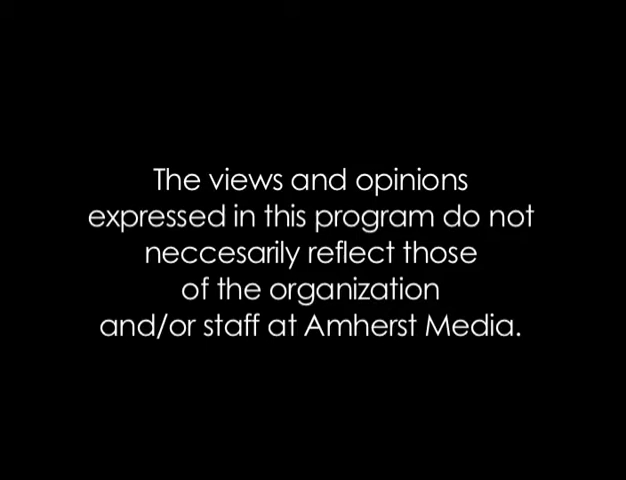 The views and opinions
expressed in this program do not
neccesarily reflect those
of the organization
and/or staff at Amherst Media.